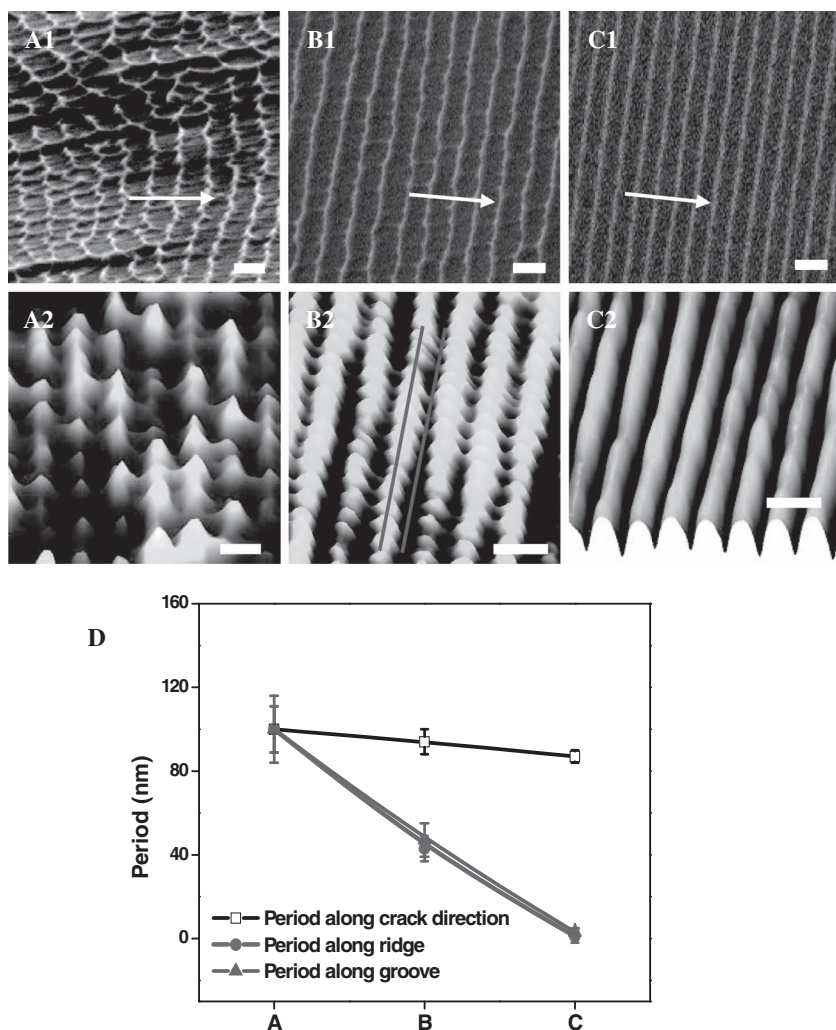 A1
B1
C1
A2
B2
C2
D
160
120
80
40
0
Period (nm)
Period along crack direction
Period along ridge
Period along groove
A
B
C